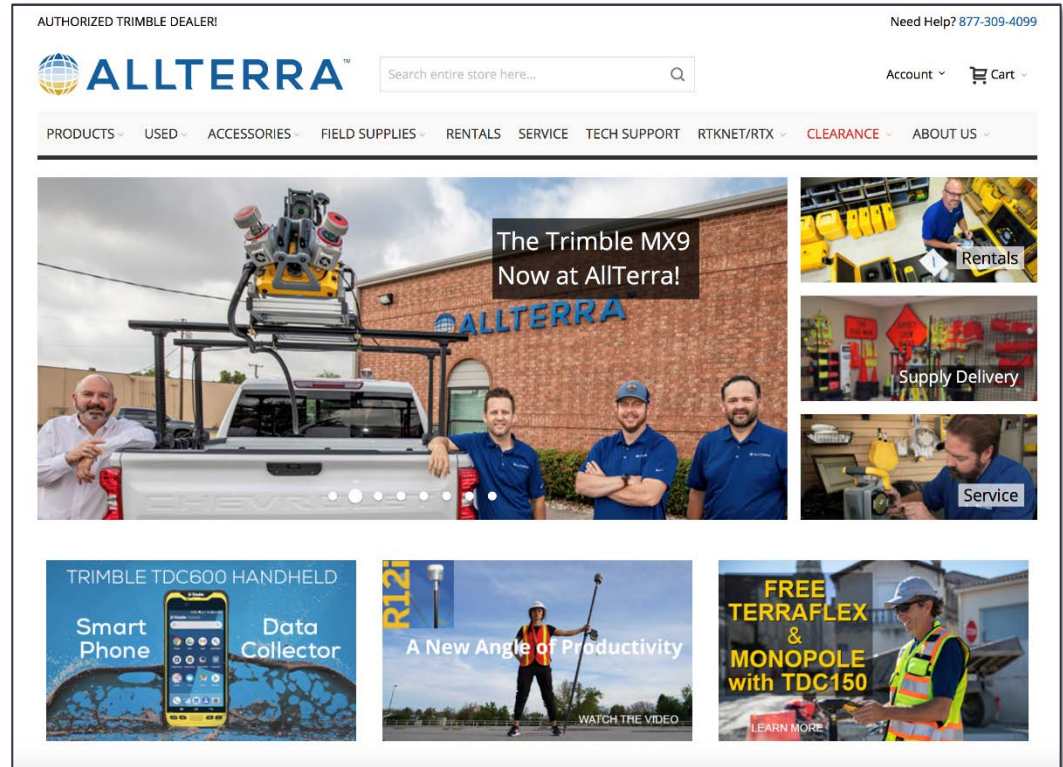 AUTHORIZED TRIMBLE DEALER!
Need Help? 877-309-4099
ALLTERRA™
Search entire store here...
Account
Cart
PRODUCTS USED ACCESSORIES FIELD SUPPLIES RENTALS SERVICE TECH SUPPORT RTKNET/RTX CLEARANCE ABOUT US
The Trimble MX9
Now at AllTerra!
ALLTERRA
CHEVROLET
Rentals
Supply Delivery
Service
TRIMBLE TDC600 HANDHELD
Smart
Phone
Data
Collector
R12i
A New Angle of Productivity
WATCH THE VIDEO
FREE
TERRAFLEX
&
MONOPOLE
with TDC150
LEARN MORE